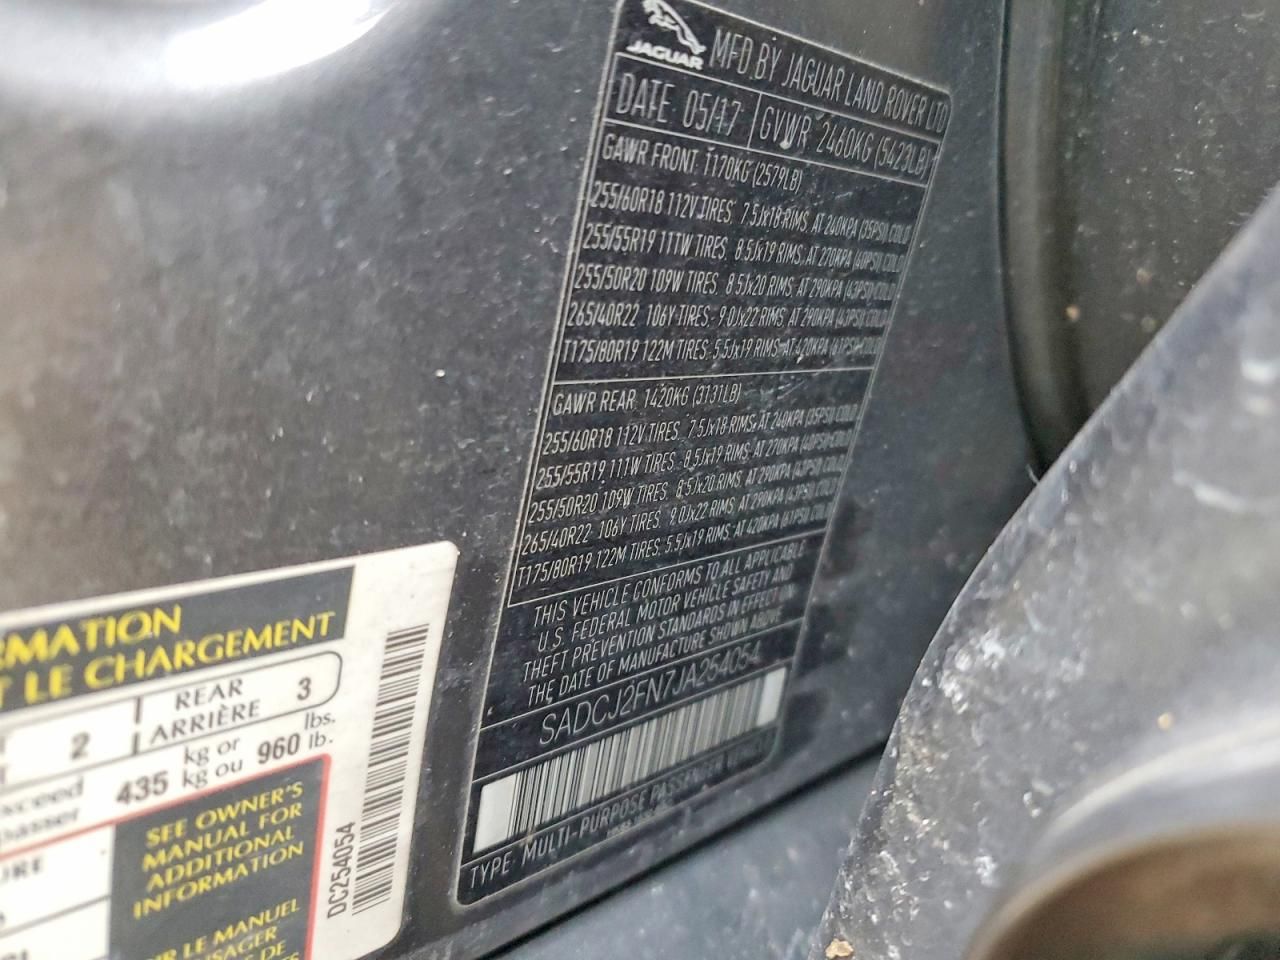 JAGUAR
MFD BY JAGUAR LAND ROVER LTD
DATE 05/17 GVWR 2460KG (5423LB)
GAWR FRONT 1170KG (2579LB)
255/60R18 112V TIRES: 7.5Jx18 RIMS: AT 240KPA (35PSI) COLD
255/55R19 111W TIRES: 8.5Jx19 RIMS: AT 270KPA (40PSI) COLD
255/50R20 109W TIRES: 8.5Jx20 RIMS: AT 290KPA (43PSI) COLD
265/40R22 106Y TIRES: 9.0Jx22 RIMS: AT 290KPA (43PSI) COLD
T175/80R19 122M TIRES: 5.5Jx19 RIMS: AT 420KPA (61PSI) COLD
GAWR REAR 1420KG (3131LB)
255/60R18 112V TIRES: 7.5Jx18 RIMS: AT 240KPA (35PSI) COLD
255/55R19 111W TIRES: 8.5Jx19 RIMS: AT 270KPA (40PSI) COLD
255/50R20 109W TIRES: 8.5Jx20 RIMS: AT 290KPA (43PSI) COLD
265/40R22 106Y TIRES: 9.0Jx22 RIMS: AT 290KPA (43PSI) COLD
T175/80R19 122M TIRES: 5.5Jx19 RIMS: AT 420KPA (61PSI) COLD
THIS VEHICLE CONFORMS TO ALL APPLICABLE
U.S. FEDERAL MOTOR VEHICLE SAFETY AND
THEFT PREVENTION STANDARDS IN EFFECT ON
THE DATE OF MANUFACTURE SHOWN ABOVE
SADCJ2FN7JA254054
TYPE: MULTI-PURPOSE PASSENGER
RMATION
T LE CHARGEMENT
2 REAR 3
ARRIÈRE
435 kg or 960 lbs.
kg ou lb.
SEE OWNER'S
MANUAL FOR
ADDITIONAL
INFORMATION
LE MANUEL
DE
DC254054